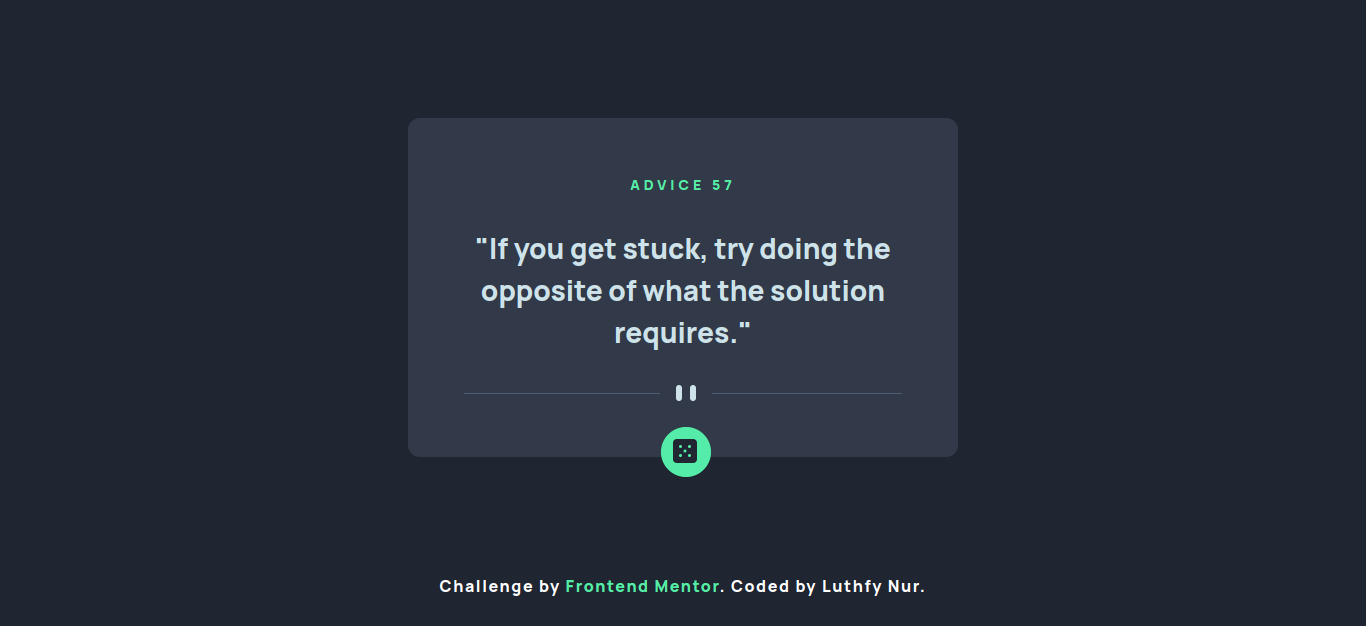 ADVICE 57
"If you get stuck, try doing the
opposite of what the solution
requires."
Challenge by Frontend Mentor. Coded by Luthfy Nur.